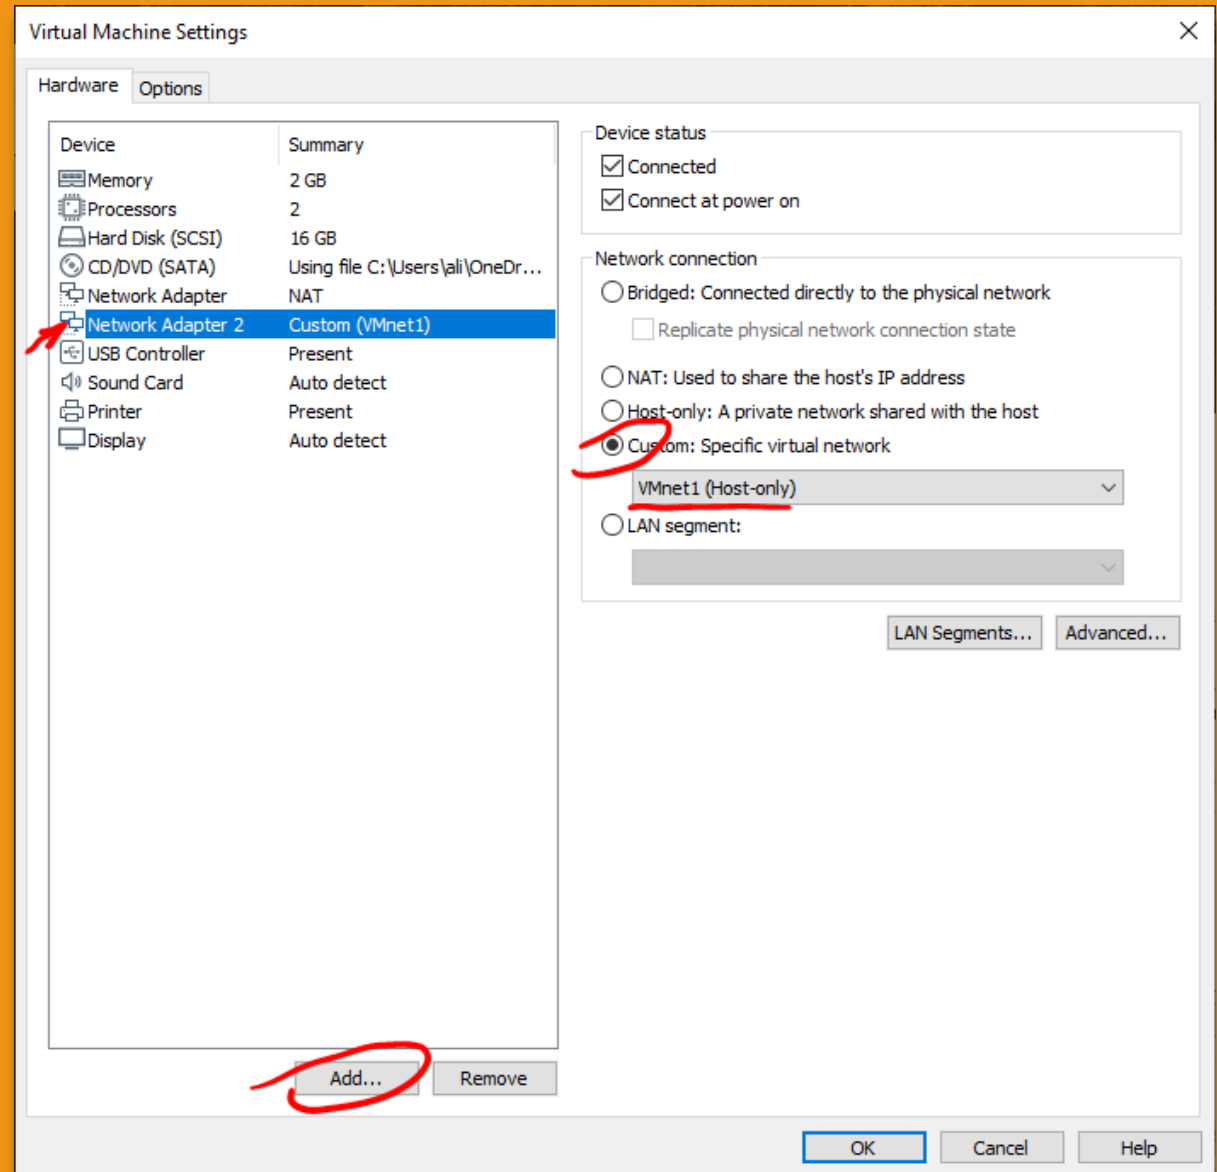 Virtual Machine Settings
Hardware Options
Device Summary
Memory 2 GB
Processors 2
Hard Disk (SCSI) 16 GB
CD/DVD (SATA) Using file C:\Users\ali\OneDr...
Network Adapter NAT
Network Adapter 2 Custom (VMnet1)
USB Controller Present
Sound Card Auto detect
Printer Present
Display Auto detect
Add... Remove
Device status
Connected
Connect at power on
Network connection
Bridged: Connected directly to the physical network
Replicate physical network connection state
NAT: Used to share the host's IP address
Host-only: A private network shared with the host
Custom: Specific virtual network
VMnet1 (Host-only)
LAN segment:
LAN Segments... Advanced...
OK Cancel Help